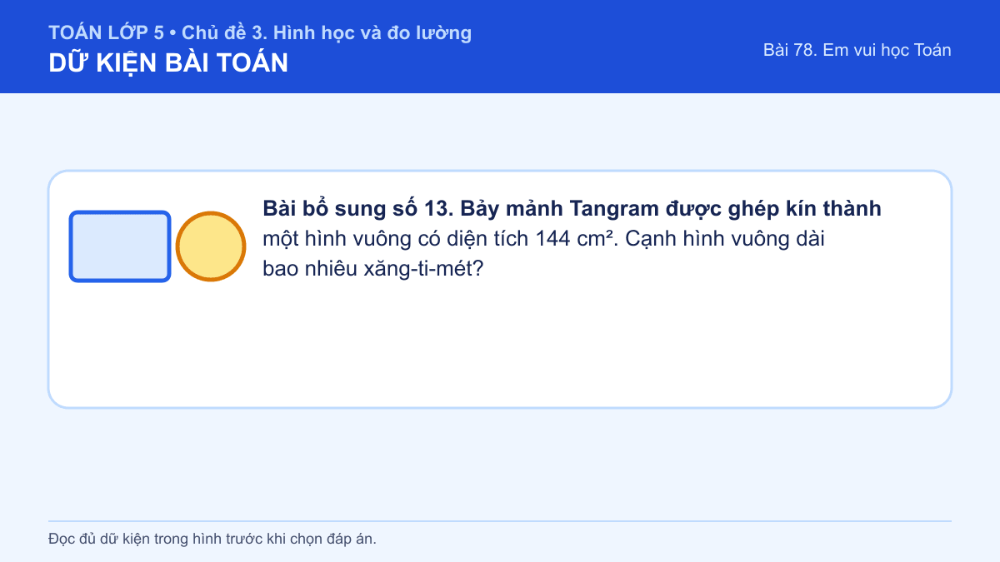 TOÁN LỚP 5 • Chủ đề 3. Hình học và đo lường
DỮ KIỆN BÀI TOÁN
Bài 78. Em vui học Toán
Bài bổ sung số 13. Bảy mảnh Tangram được ghép kín thành
một hình vuông có diện tích 144 cm². Cạnh hình vuông dài
bao nhiêu xăng-ti-mét?
Đọc đủ dữ kiện trong hình trước khi chọn đáp án.